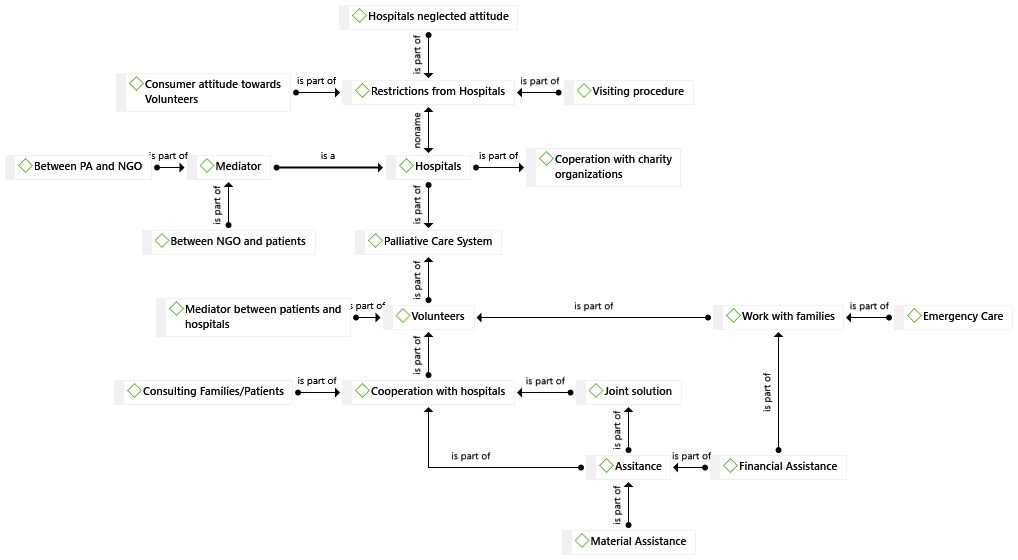 Hospitals neglected attitude
is part of
Consumer attitude towards
Volunteers
is part of
Restrictions from Hospitals
is part of
Visiting procedure
noname
Between PA and NGO
is part of
Mediator
is a
Hospitals
is part of
Coperation with charity
organizations
is part of
is part of
Between NGO and patients
Palliative Care System
is part of
Mediator between patients and
hospitals
is part of
Volunteers
is part of
Work with families
is part of
Emergency Care
is part of
Consulting Families/Patients
is part of
Cooperation with hospitals
is part of
Joint solution
is part of
is part of
is part of
Assitance
is part of
Financial Assistance
is part of
Material Assistance